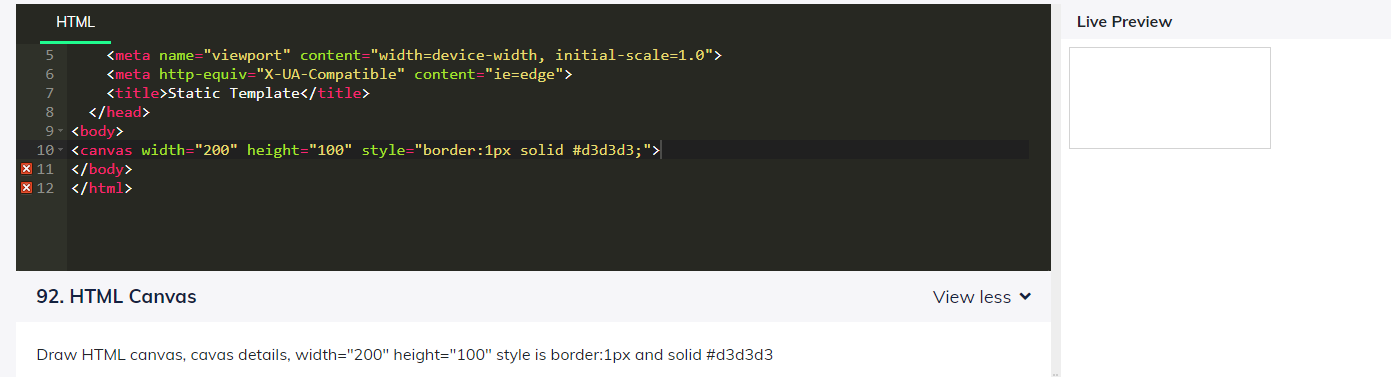 HTML
Live Preview
5 <meta name="viewport" content="width=device-width, initial-scale=1.0">
6 <meta http-equiv="X-UA-Compatible" content="ie=edge">
7 <title>Static Template</title>
8 </head>
9 <body>
10 <canvas width="200" height="100" style="border:1px solid #d3d3d3;">
11 </body>
12 </html>
92. HTML Canvas
View less
Draw HTML canvas, cavas details, width="200" height="100" style is border:1px and solid #d3d3d3